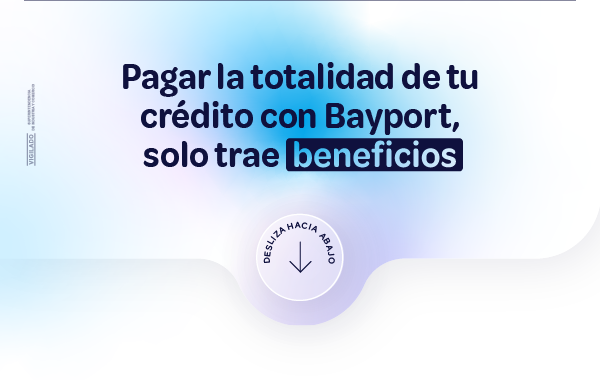 Pagar la totalidad de tu
crédito con Bayport,
solo trae beneficios
DESLIZA HACIA ABAJO
VIGILADO